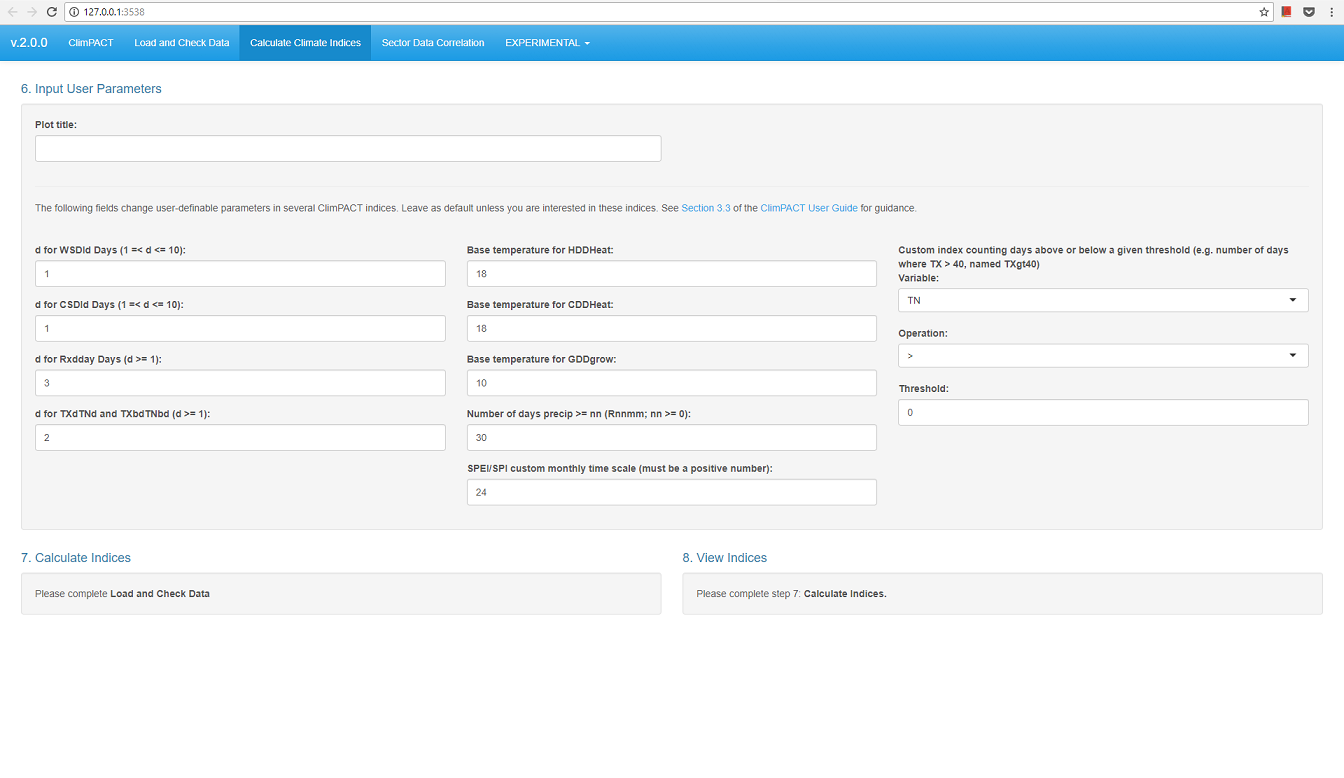 127.0.0.1:3538
v.2.0.0 ClimPACT Load and Check Data Calculate Climate Indices Sector Data Correlation EXPERIMENTAL
6. Input User Parameters
Plot title:
The following fields change user-definable parameters in several ClimPACT indices. Leave as default unless you are interested in these indices. See Section 3.3 of the ClimPACT User Guide for guidance.
d for WSDId Days (1 =< d <= 10):
1
d for CSDId Days (1 =< d <= 10):
1
d for Rxdday Days (d >= 1):
3
d for TXdTNd and TXbdTNbd (d >= 1):
2
Base temperature for HDDHeat:
18
Base temperature for CDDHeat:
18
Base temperature for GDDgrow:
10
Number of days precip >= nn (Rnnmm; nn >= 0):
30
SPEI/SPI custom monthly time scale (must be a positive number):
24
Custom index counting days above or below a given threshold (e.g. number of days
where TX > 40, named TXgt40)
Variable:
TN
Operation:
>
Threshold:
0
7. Calculate Indices
Please complete Load and Check Data
8. View Indices
Please complete step 7: Calculate Indices.